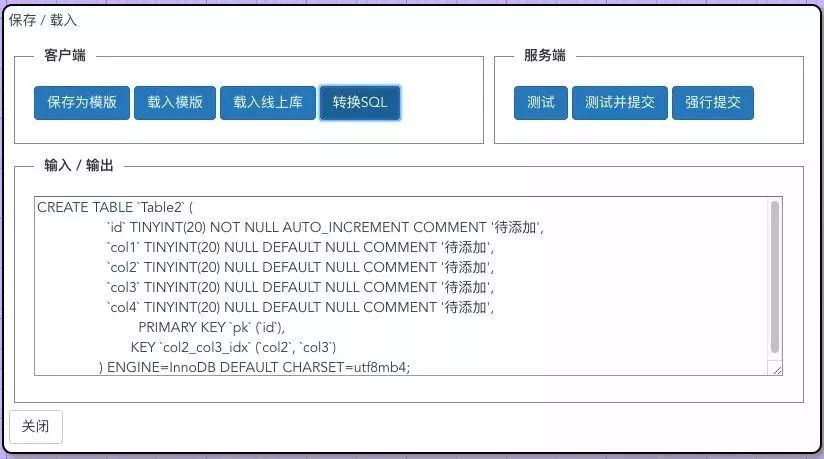 保存 / 载入
客户端
服务端
保存为模版 载入模版 载入线上库 转换SQL 测试 测试并提交 强行提交
输入 / 输出
CREATE TABLE `Table2` (
`id` TINYINT(20) NOT NULL AUTO_INCREMENT COMMENT '待添加',
`col1` TINYINT(20) NULL DEFAULT NULL COMMENT '待添加',
`col2` TINYINT(20) NULL DEFAULT NULL COMMENT '待添加',
`col3` TINYINT(20) NULL DEFAULT NULL COMMENT '待添加',
`col4` TINYINT(20) NULL DEFAULT NULL COMMENT '待添加',
PRIMARY KEY `pk` (`id`),
KEY `col2_col3_idx` (`col2`, `col3`)
) ENGINE=InnoDB DEFAULT CHARSET=utf8mb4;
关闭